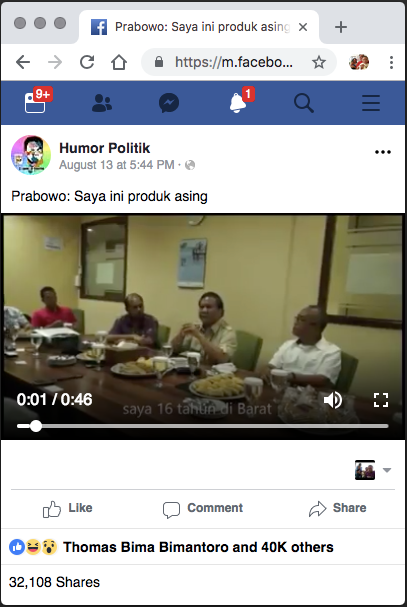 Prabowo: Saya ini produk asing
https://m.facebo...
9+
1
Humor Politik
August 13 at 5:44 PM ·
Prabowo: Saya ini produk asing
saya 16 tahun di Barat
0:01 / 0:46
Like
Comment
Share
Thomas Bima Bimantoro and 40K others
32,108 Shares